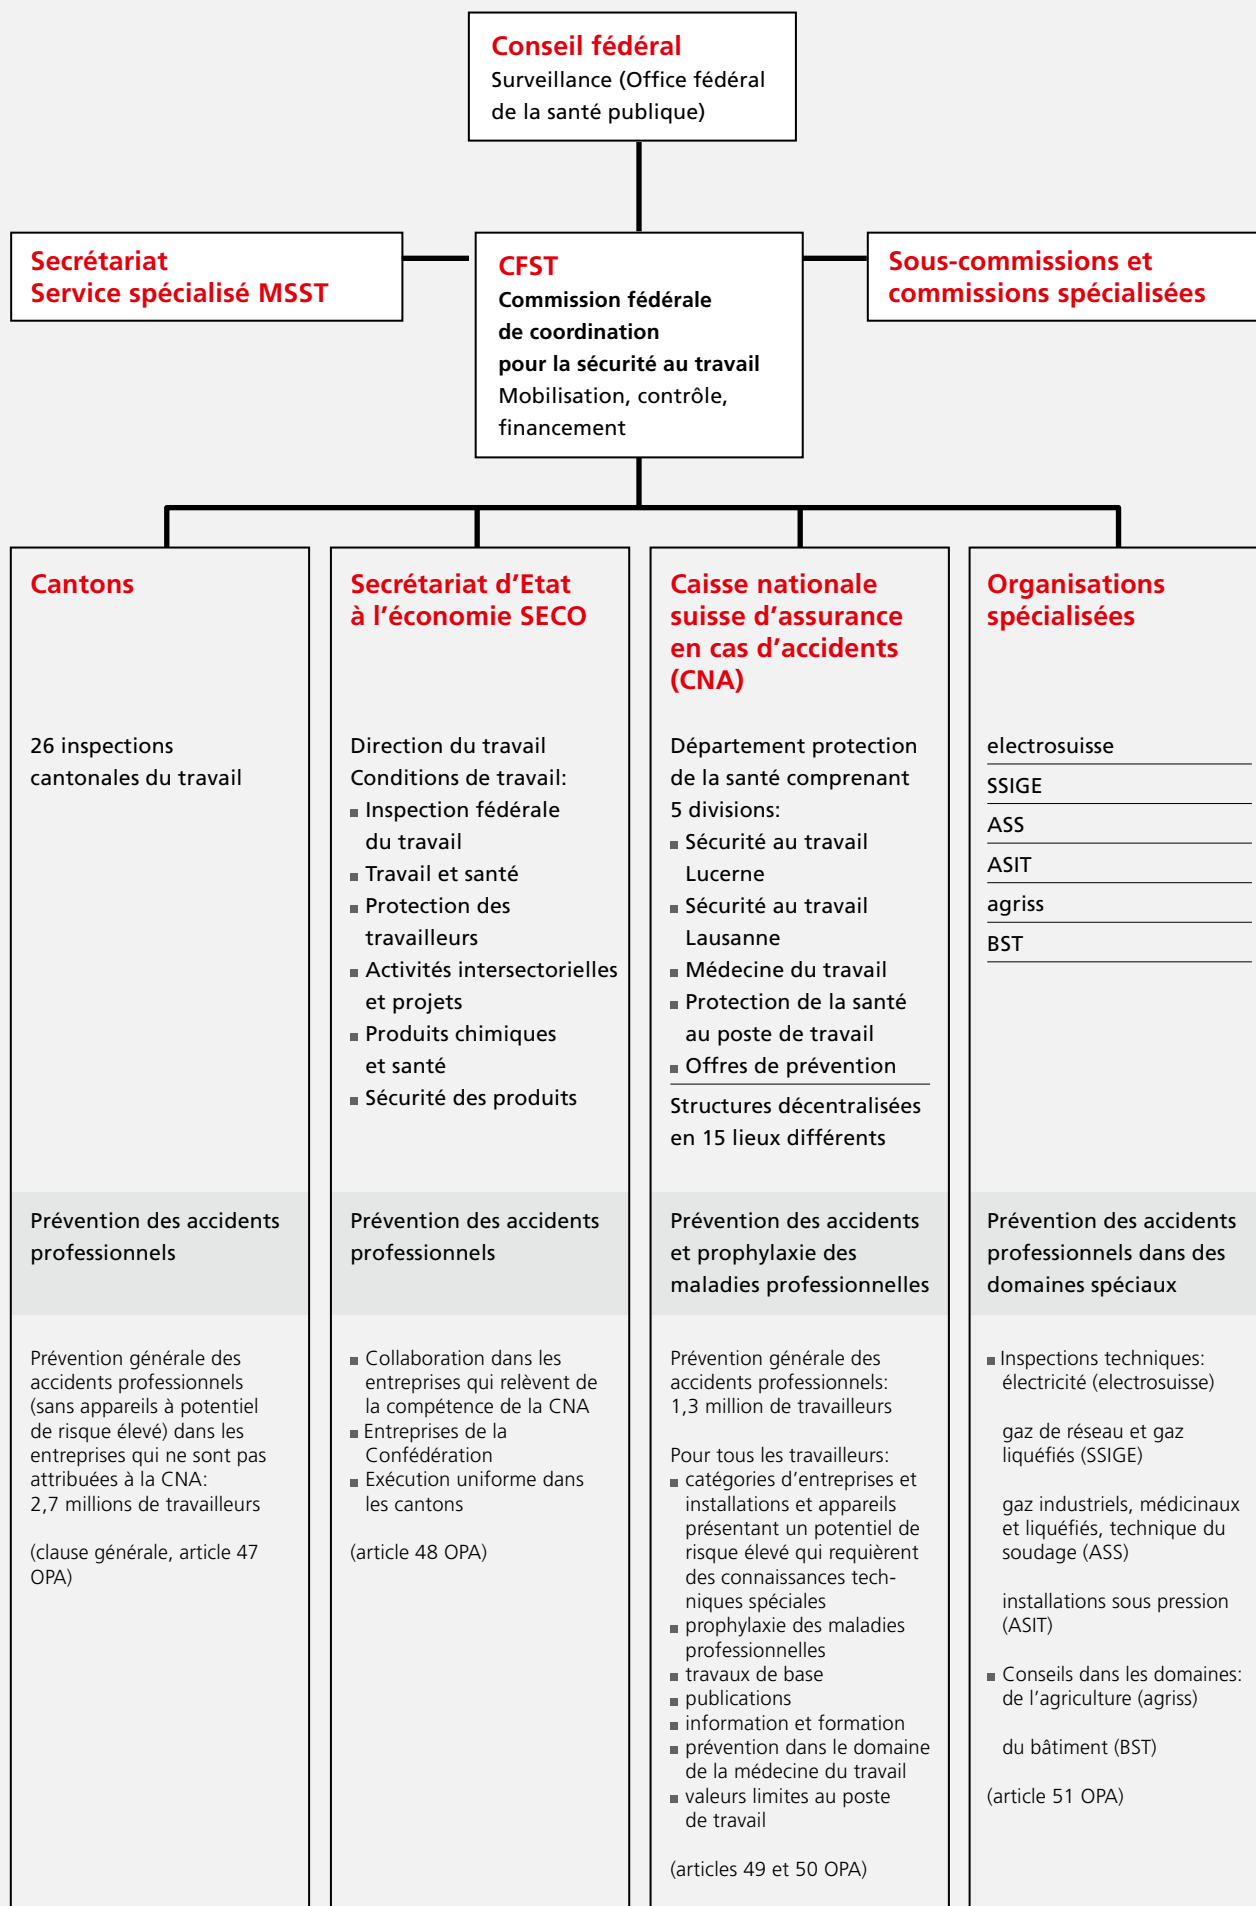 Conseil fédéral
Surveillance (Office fédéral
de la santé publique)
Secrétariat
Service spécialisé MSST
CFST
Commission fédérale
de coordination
pour la sécurité au travail
Mobilisation, contrôle,
financement
Sous-commissions et
commissions spécialisées
Cantons
26 inspections
cantonales du travail
Prévention des accidents
professionnels
Prévention générale des
accidents professionnels
(sans appareils à potentiel
de risque élevé) dans les
entreprises qui ne sont pas
attribuées à la CNA:
2,7 millions de travailleurs
(clause générale, article 47
OPA)
Secrétariat d'Etat
à l'économie SECO
Direction du travail
Conditions de travail:
■ Inspection fédérale
du travail
■ Travail et santé
■ Protection des
travailleurs
■ Activités intersectorielles
et projets
■ Produits chimiques
et santé
■ Sécurité des produits
Prévention des accidents
professionnels
■ Collaboration dans les
entreprises qui relèvent de
la compétence de la CNA
■ Entreprises de la
Confédération
■ Exécution uniforme dans
les cantons
(article 48 OPA)
Caisse nationale
suisse d'assurance
en cas d'accidents
(CNA)
Département protection
de la santé comprenant
5 divisions:
■ Sécurité au travail
Lucerne
■ Sécurité au travail
Lausanne
■ Médecine du travail
■ Protection de la santé
au poste de travail
■ Offres de prévention
Structures décentralisées
en 15 lieux différents
Prévention des accidents
et prophylaxie des
maladies professionnelles
Prévention générale des
accidents professionnels:
1,3 million de travailleurs
Pour tous les travailleurs:
■ catégories d'entreprises et
installations et appareils
présentant un potentiel de
risque élevé qui requièrent
des connaissances tech-
niques spéciales
■ prophylaxie des maladies
professionnelles
■ travaux de base
■ publications
■ information et formation
■ prévention dans le domaine
de la médecine du travail
■ valeurs limites au poste
de travail
(articles 49 et 50 OPA)
Organisations
spécialisées
electrosuisse
SSIGE
ASS
ASIT
agriss
BST
Prévention des accidents
professionnels dans des
domaines spéciaux
■ Inspections techniques:
électricité (electrosuisse)
gaz de réseau et gaz
liquéfiés (SSIGE)
gaz industriels, médicinaux
et liquéfiés, technique du
soudage (ASS)
installations sous pression
(ASIT)
■ Conseils dans les domaines:
de l'agriculture (agriss)
du bâtiment (BST)
(article 51 OPA)